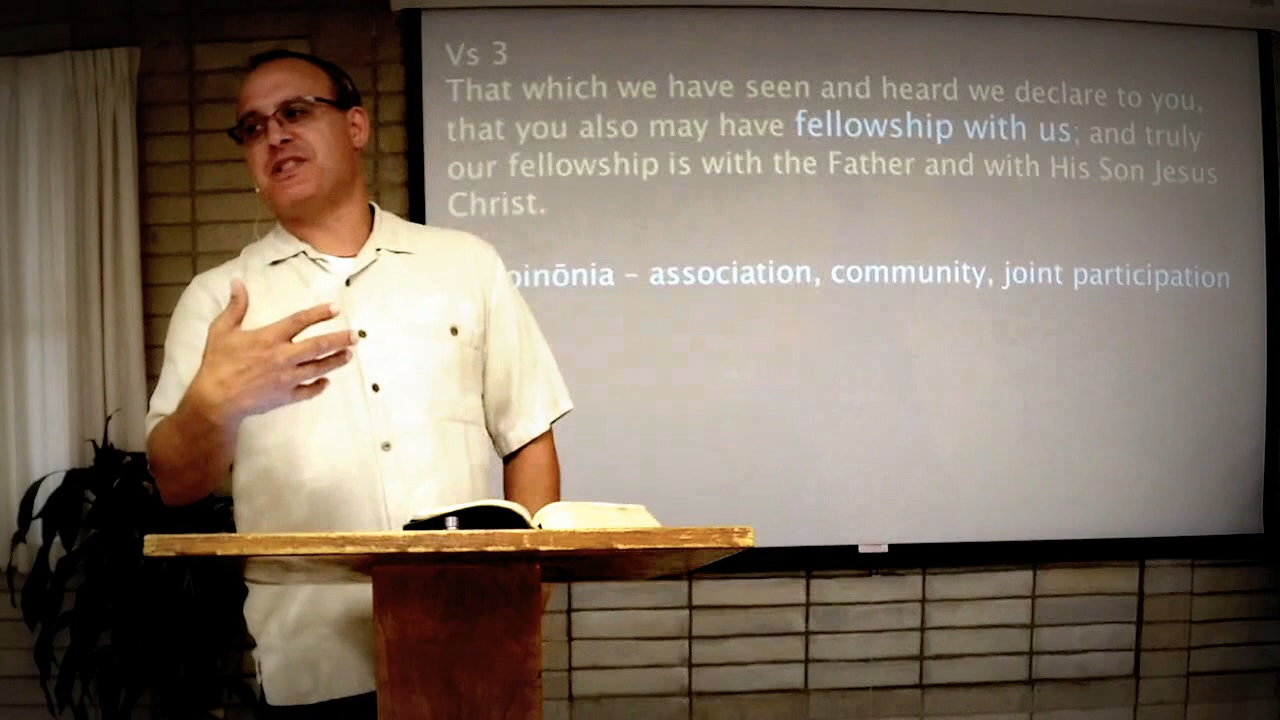 Vs 3
That which we have seen and heard we declare to you,
that you also may have fellowship with us; and truly
our fellowship is with the Father and with His Son Jesus
Christ.
– association, community, joint participation